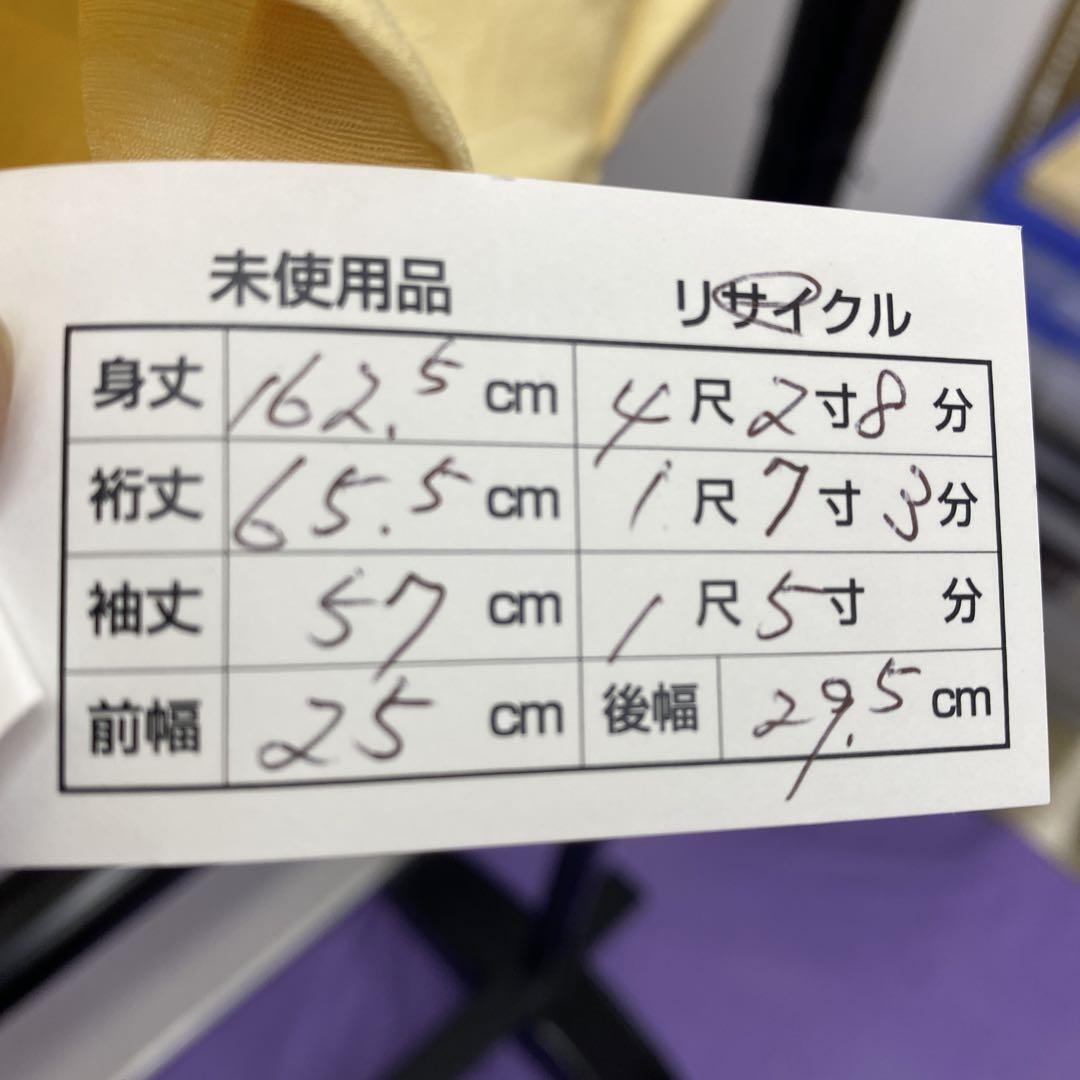 未使用品 リサイクル
身丈 162.5 cm 4尺2寸8分
裄丈 65.5 cm 1尺7寸3分
袖丈 57 cm 1尺5寸 分
前幅 25 cm 後幅 29.5 cm